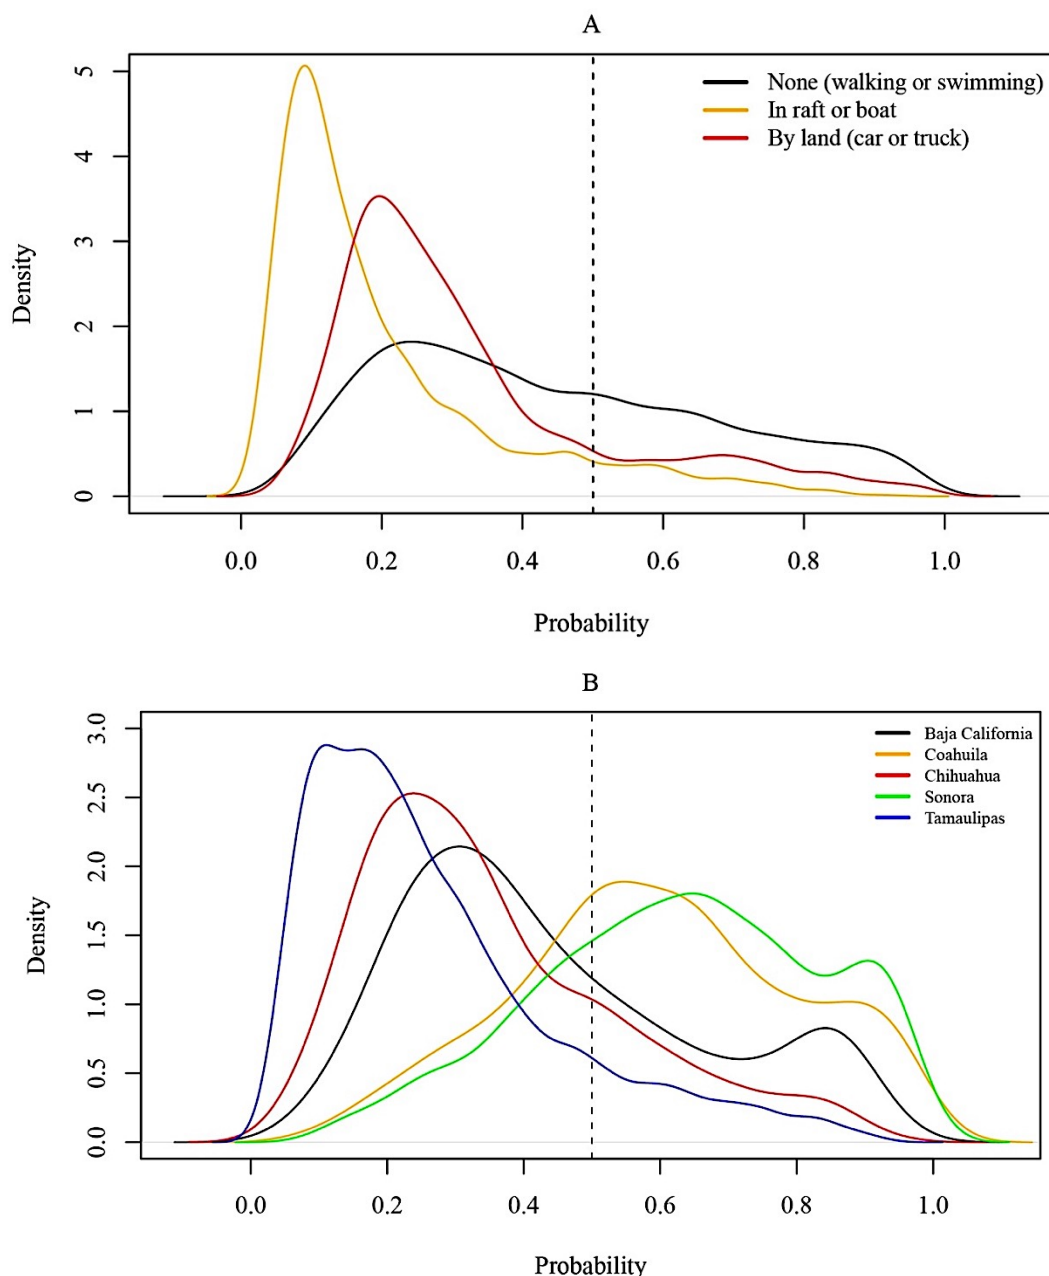 A
None (walking or swimming)
In raft or boat
By land (car or truck)
5
4
3
2
1
0
Density
0.0 0.2 0.4 0.6 0.8 1.0
Probability
B
Baja California
Coahuila
Chihuahua
Sonora
Tamaulipas
3.0
2.5
2.0
1.5
1.0
0.5
0.0
Density
0.0 0.2 0.4 0.6 0.8 1.0
Probability